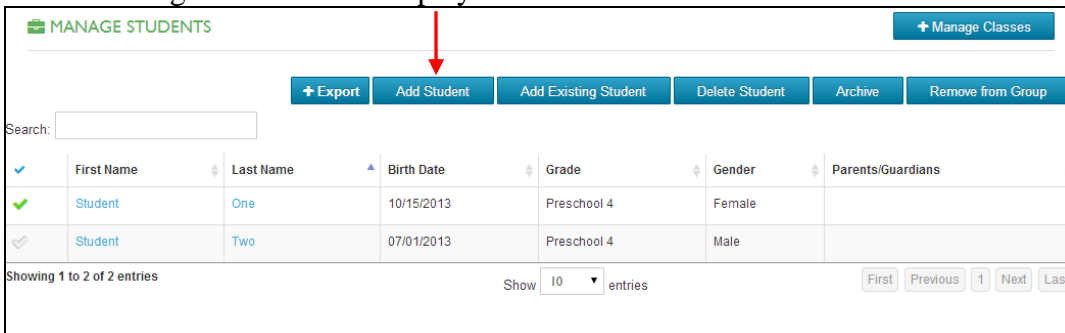 MANAGE STUDENTS + Manage Classes
+ Export Add Student Add Existing Student Delete Student Archive Remove from Group
Search:
First Name Last Name Birth Date Grade Gender Parents/Guardians
Student One 10/15/2013 Preschool 4 Female
Student Two 07/01/2013 Preschool 4 Male
Showing 1 to 2 of 2 entries Show 10 entries First Previous 1 Next Las